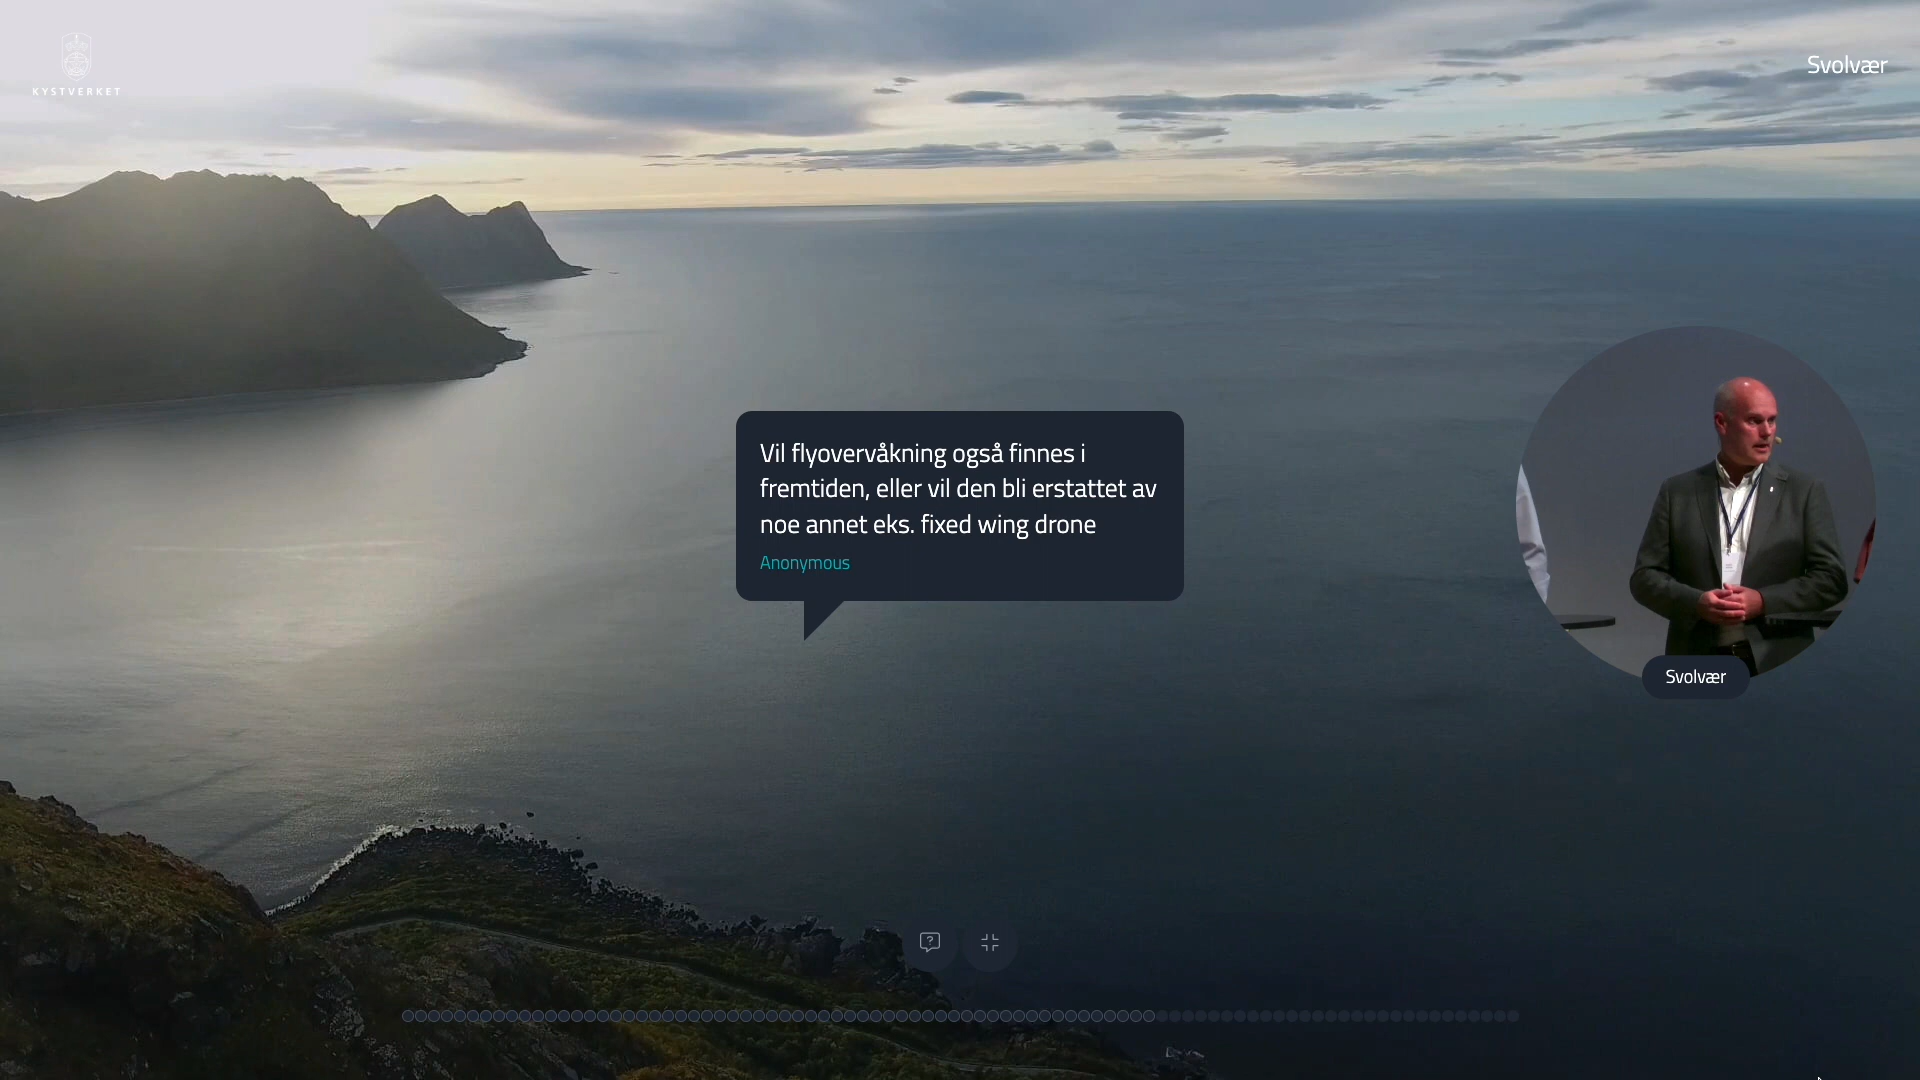 KYSTVERKET
Svolvær
Vil flyovervåkning også finnes i
fremtiden, eller vil den bli erstattet av
noe annet eks. fixed wing drone
Anonymous
Svolvær